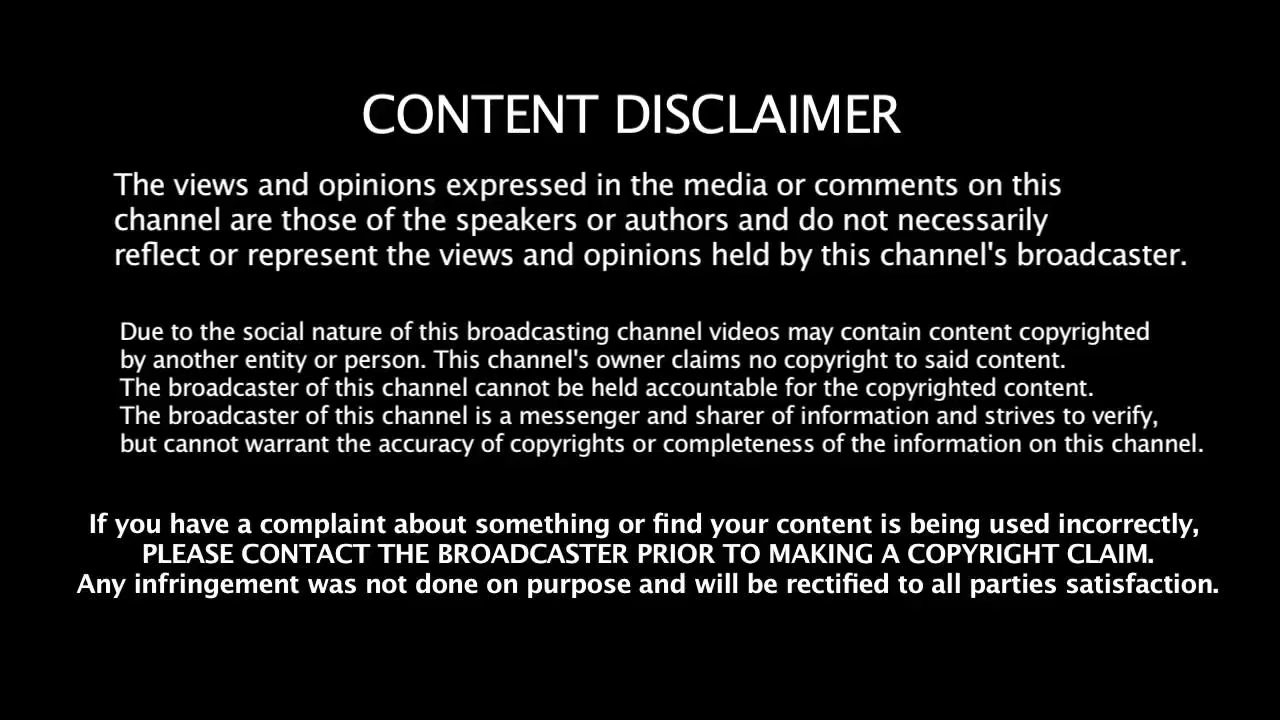 CONTENT DISCLAIMER
The views and opinions expressed in the media or comments on this
channel are those of the speakers or authors and do not necessarily
reflect or represent the views and opinions held by this channel's broadcaster.
Due to the social nature of this broadcasting channel videos may contain content copyrighted
by another entity or person. This channel's owner claims no copyright to said content.
The broadcaster of this channel cannot be held accountable for the copyrighted content.
The broadcaster of this channel is a messenger and sharer of information and strives to verify,
but cannot warrant the accuracy of copyrights or completeness of the information on this channel.
If you have a complaint about something or find your content is being used incorrectly,
PLEASE CONTACT THE BROADCASTER PRIOR TO MAKING A COPYRIGHT CLAIM.
Any infringement was not done on purpose and will be rectified to all parties satisfaction.